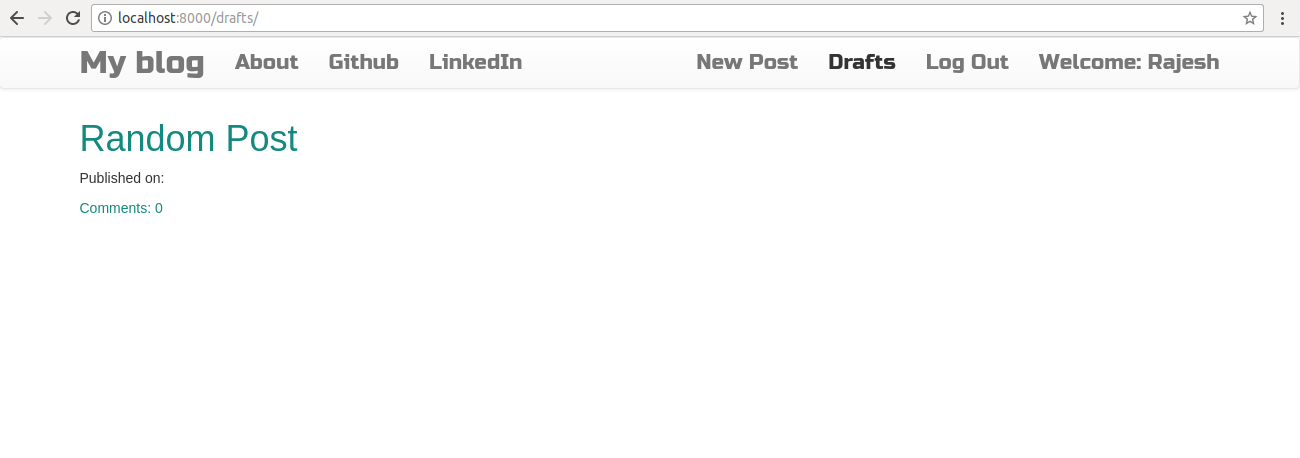 localhost:8000/drafts/
My blog About Github LinkedIn New Post Drafts Log Out Welcome: Rajesh
Random Post
Published on:
Comments: 0